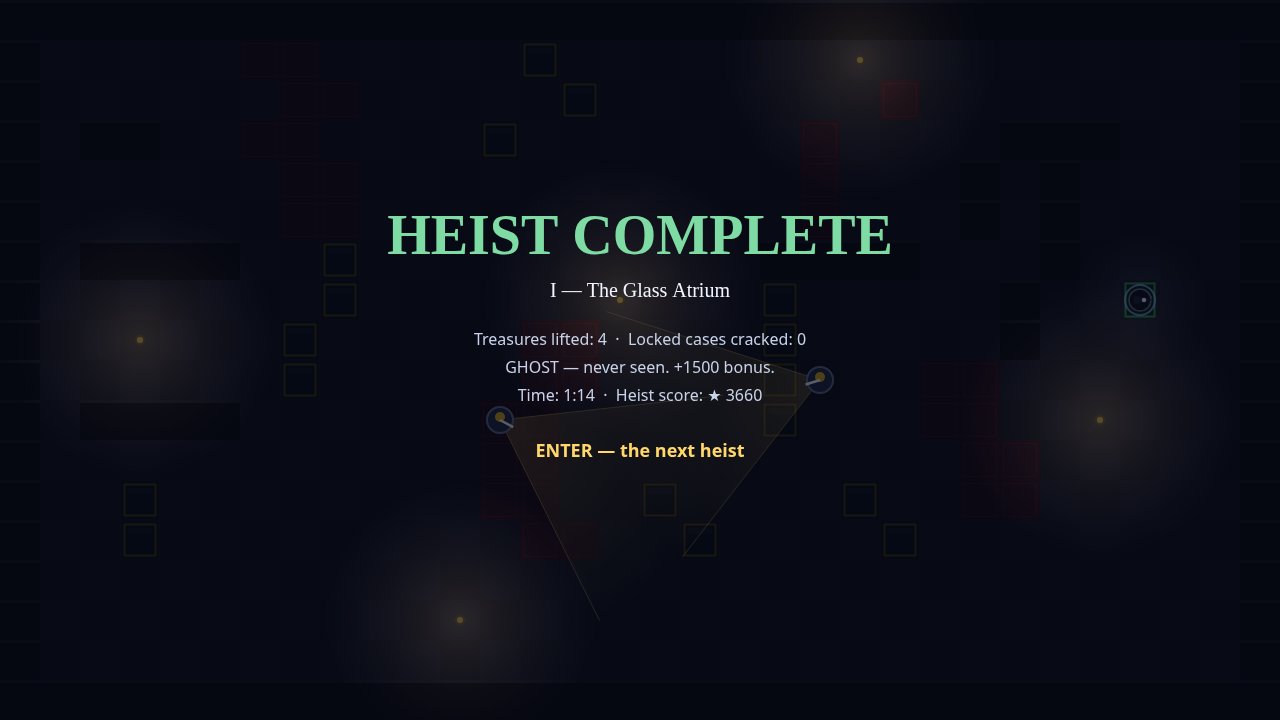 HEIST COMPLETE
I — The Glass Atrium
Treasures lifted: 4 · Locked cases cracked: 0
GHOST — never seen. +1500 bonus.
Time: 1:14 · Heist score: ★ 3660
ENTER — the next heist